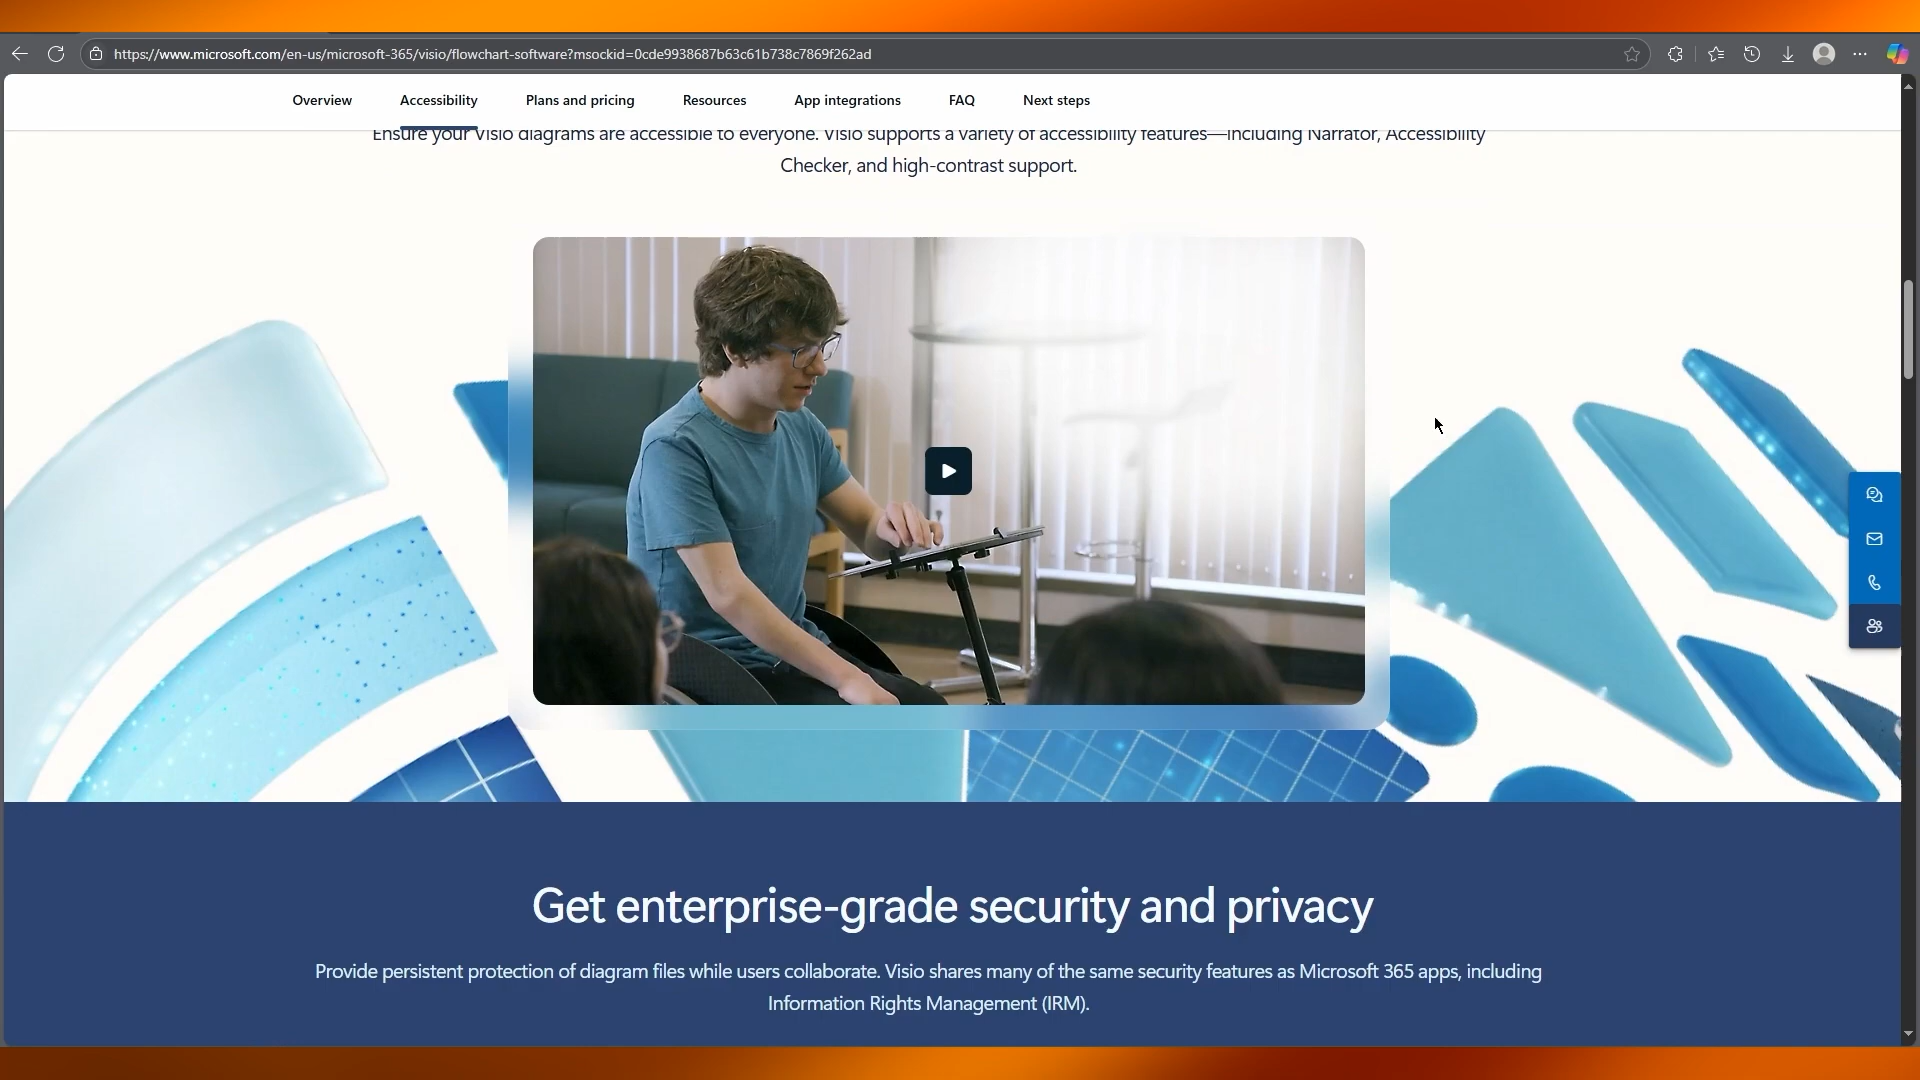 https://www.microsoft.com/en-us/microsoft-365/visio/flowchart-software?msockid=0cde9938687b63c61b738c7869f262ad
Overview Accessibility Plans and pricing Resources App integrations FAQ Next steps
Ensure your Visio diagrams are accessible to everyone. Visio supports a variety of accessibility features—including Narrator, Accessibility
Checker, and high-contrast support.
Get enterprise-grade security and privacy
Provide persistent protection of diagram files while users collaborate. Visio shares many of the same security features as Microsoft 365 apps, including
Information Rights Management (IRM).